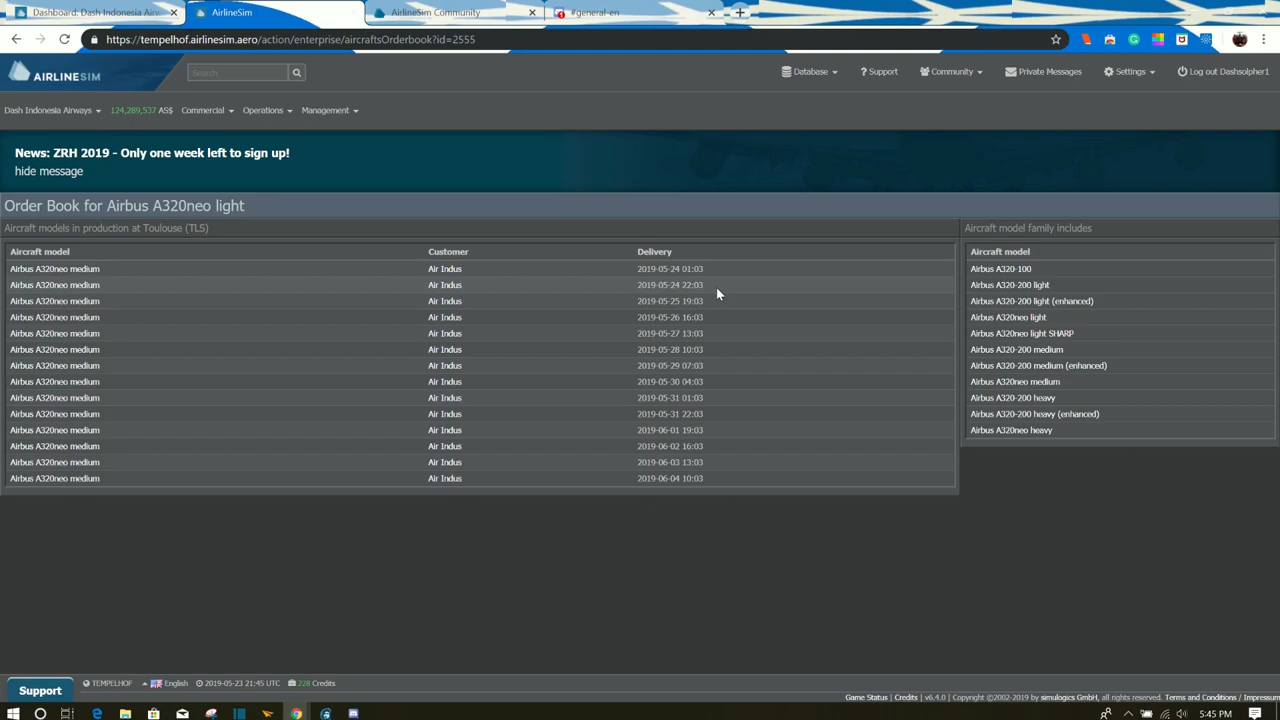 Dashboard: Dash Indonesia Airw
AirlineSim
AirlineSim Community
#general-en
https://tempelhof.airlinesim.aero/action/enterprise/aircraftsOrderbook?id=2555
AIRLINESIM
Search
Database
Support
Community
Private Messages
Settings
Log out Dashsolpher1
Dash Indonesia Airways
124,289,537 AS$
Commercial
Operations
Management
News: ZRH 2019 - Only one week left to sign up!
hide message
Order Book for Airbus A320neo light
Aircraft models in production at Toulouse (TLS)
Aircraft model Customer Delivery
Airbus A320neo medium Air Indus 2019-05-24 01:03
Airbus A320neo medium Air Indus 2019-05-24 22:03
Airbus A320neo medium Air Indus 2019-05-25 19:03
Airbus A320neo medium Air Indus 2019-05-26 16:03
Airbus A320neo medium Air Indus 2019-05-27 13:03
Airbus A320neo medium Air Indus 2019-05-28 10:03
Airbus A320neo medium Air Indus 2019-05-29 07:03
Airbus A320neo medium Air Indus 2019-05-30 04:03
Airbus A320neo medium Air Indus 2019-05-31 01:03
Airbus A320neo medium Air Indus 2019-05-31 22:03
Airbus A320neo medium Air Indus 2019-06-01 19:03
Airbus A320neo medium Air Indus 2019-06-02 16:03
Airbus A320neo medium Air Indus 2019-06-03 13:03
Airbus A320neo medium Air Indus 2019-06-04 10:03
Aircraft model family includes
Aircraft model
Airbus A320-100
Airbus A320-200 light
Airbus A320-200 light (enhanced)
Airbus A320neo light
Airbus A320neo light SHARP
Airbus A320-200 medium
Airbus A320-200 medium (enhanced)
Airbus A320neo medium
Airbus A320-200 heavy
Airbus A320-200 heavy (enhanced)
Airbus A320neo heavy
Support
TEMPELHOF
English
2019-05-23 21:45 UTC
228 Credits
Game Status | Credits | v6.4.0 | Copyright ©2002-2019 by simulogics GmbH, all rights reserved. Terms and Conditions / Impressum
5:45 PM